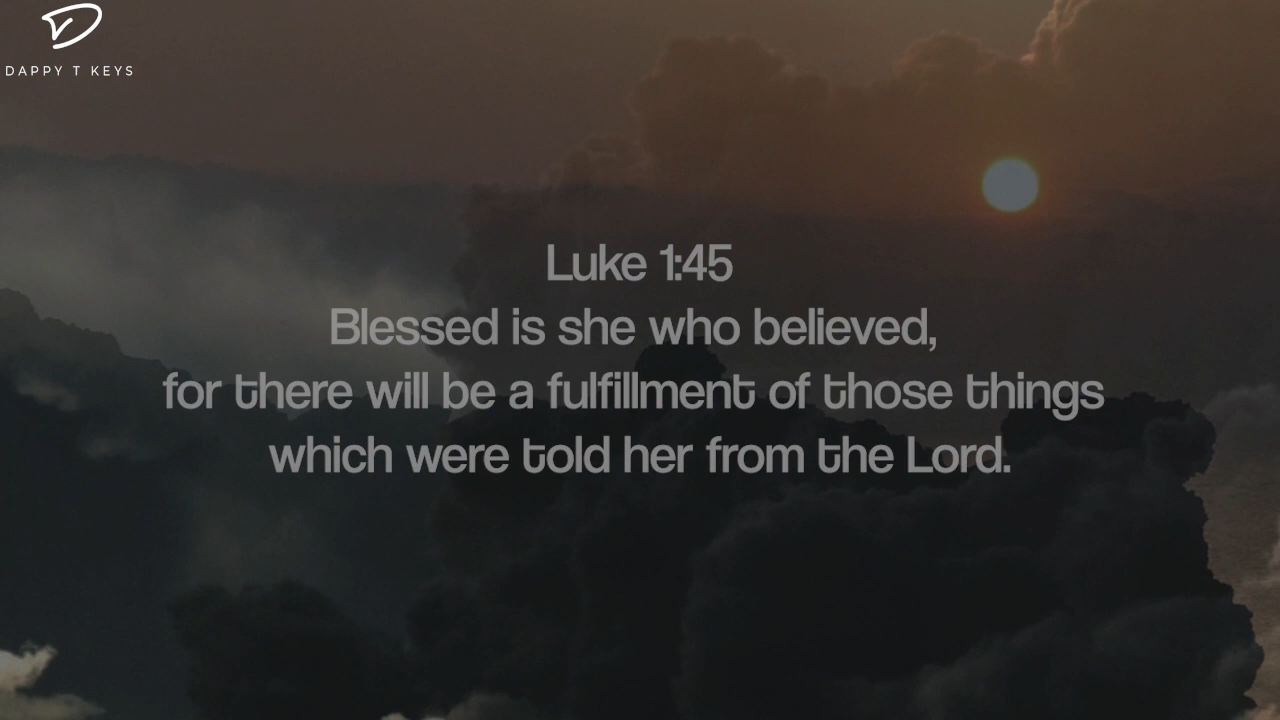 DAPPY T KEYS
Luke 1:45
Blessed is she who believed,
for there will be a fulfillment of those things
which were told her from the Lord.